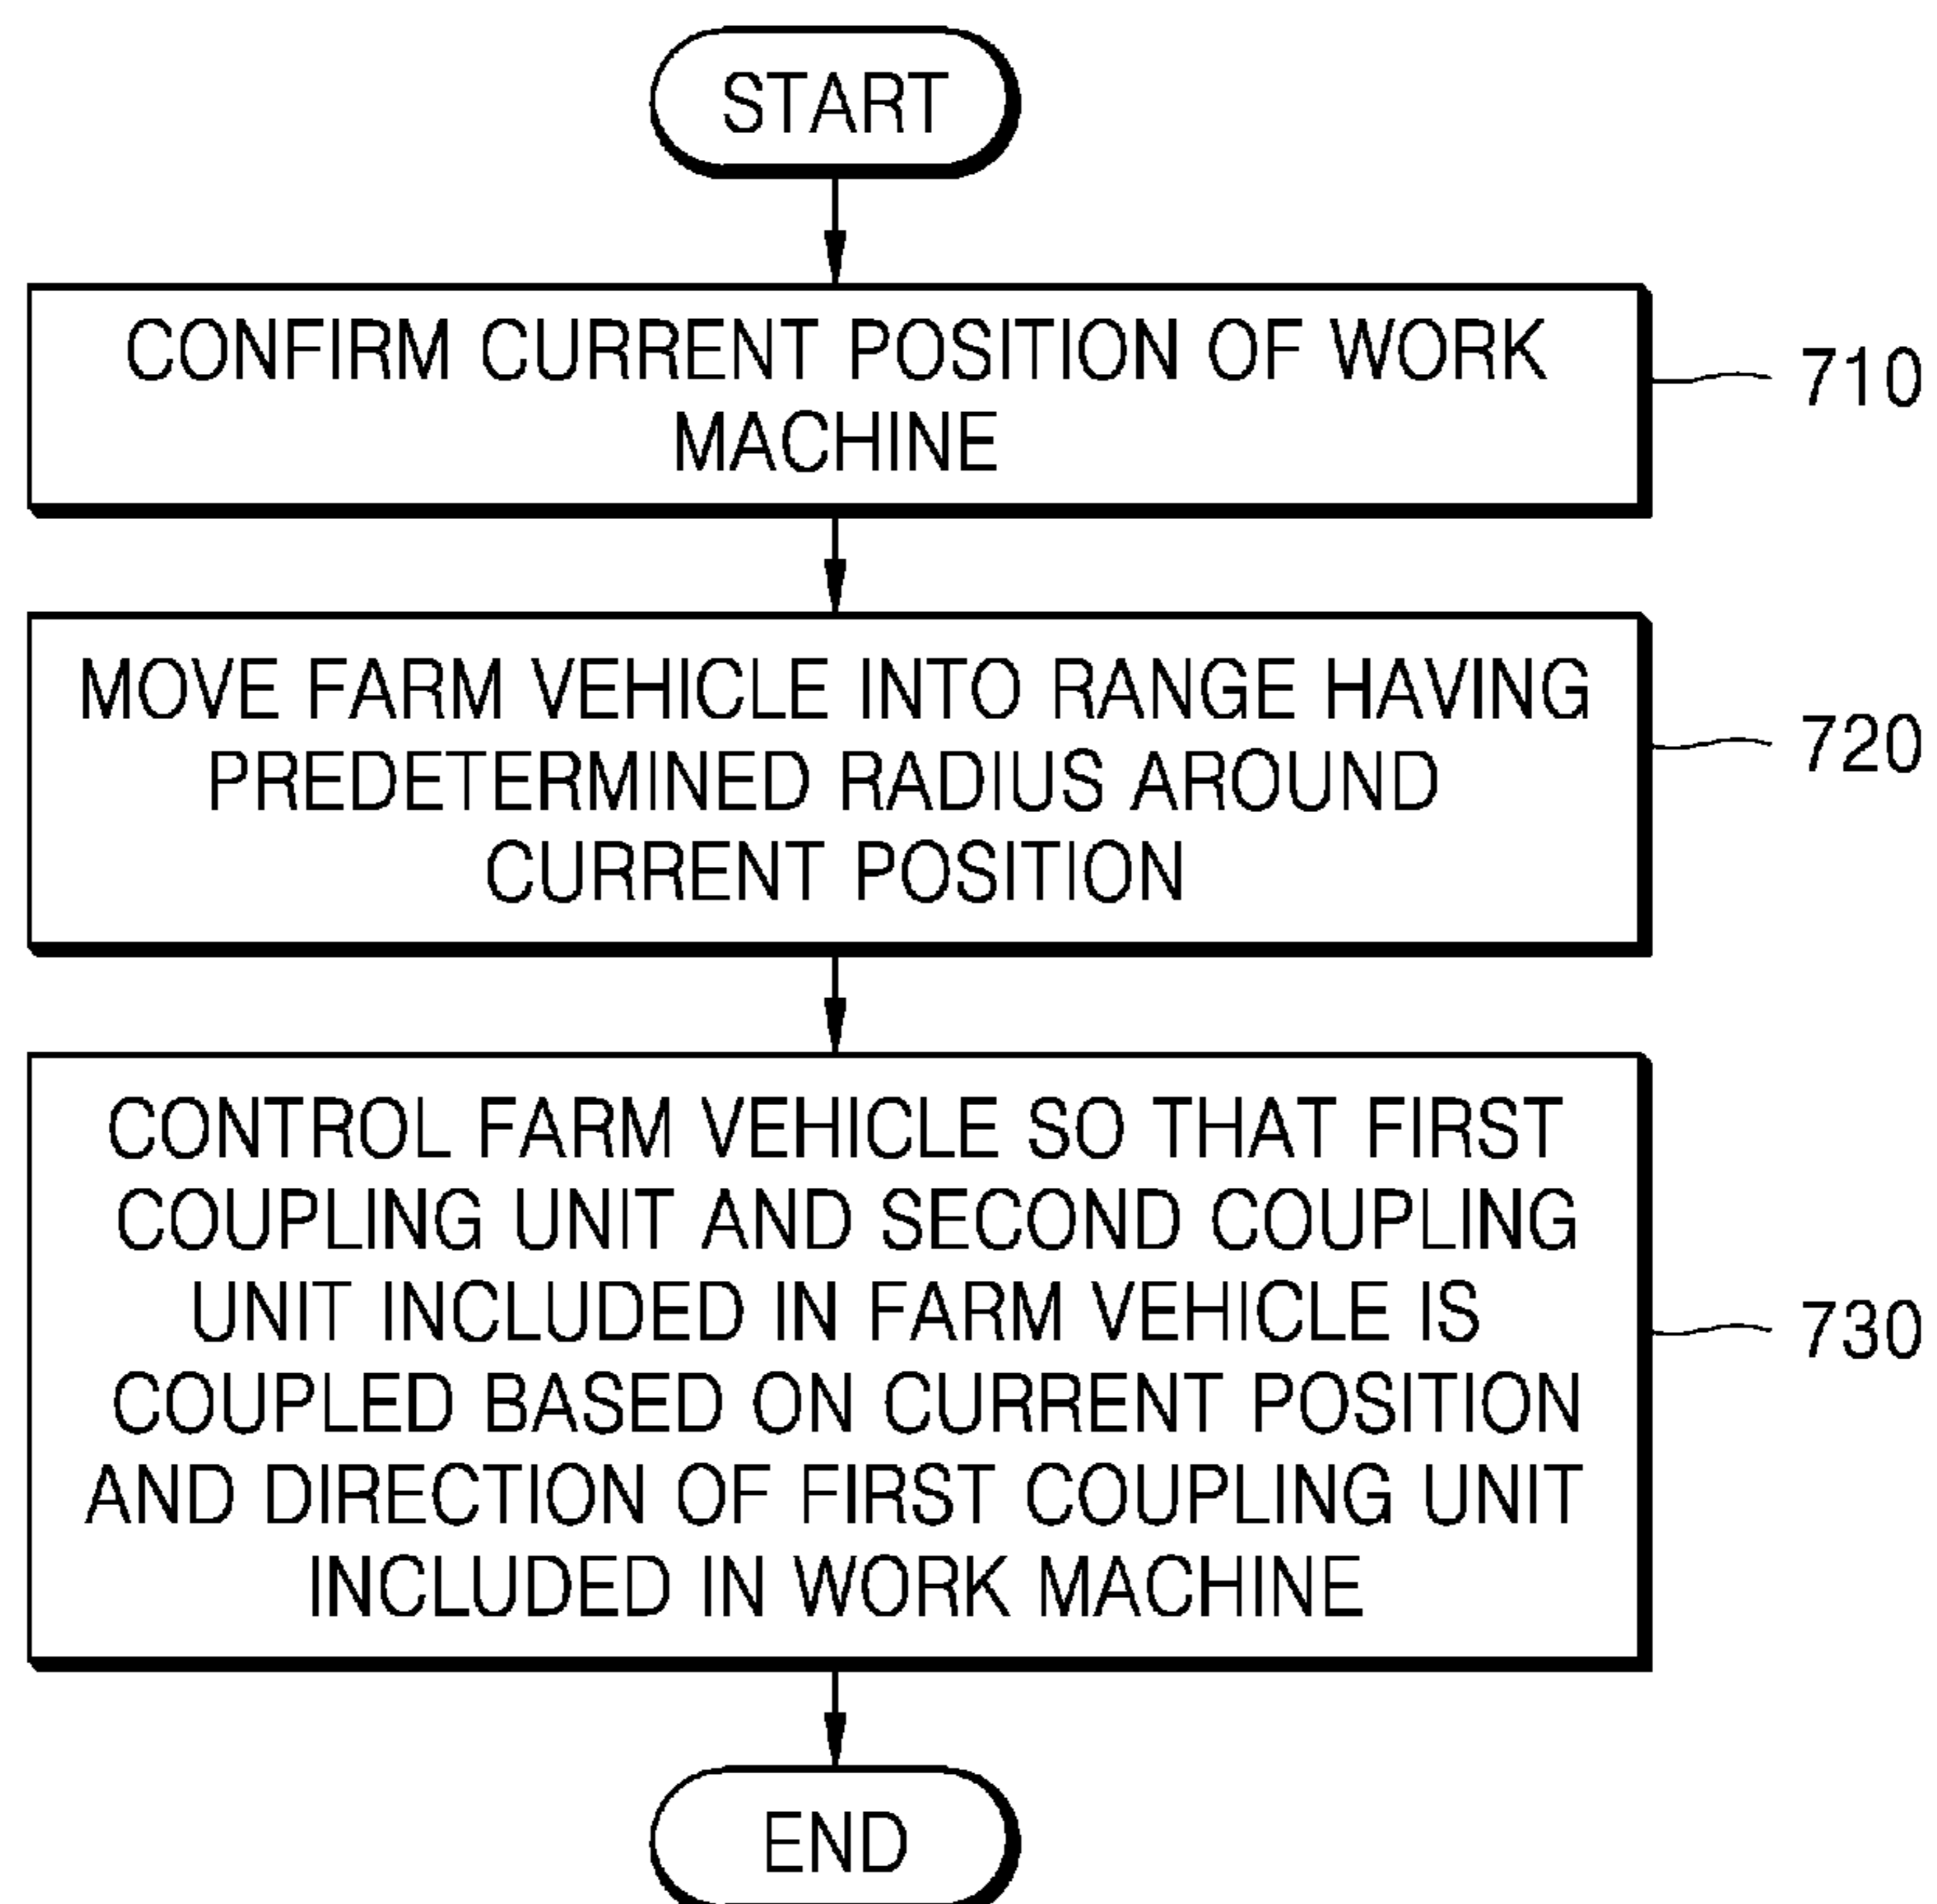 START
CONFIRM CURRENT POSITION OF WORK
MACHINE
710
MOVE FARM VEHICLE INTO RANGE HAVING
PREDETERMINED RADIUS AROUND
CURRENT POSITION
720
CONTROL FARM VEHICLE SO THAT FIRST
COUPLING UNIT AND SECOND COUPLING
UNIT INCLUDED IN FARM VEHICLE IS
COUPLED BASED ON CURRENT POSITION
AND DIRECTION OF FIRST COUPLING UNIT
INCLUDED IN WORK MACHINE
730
END